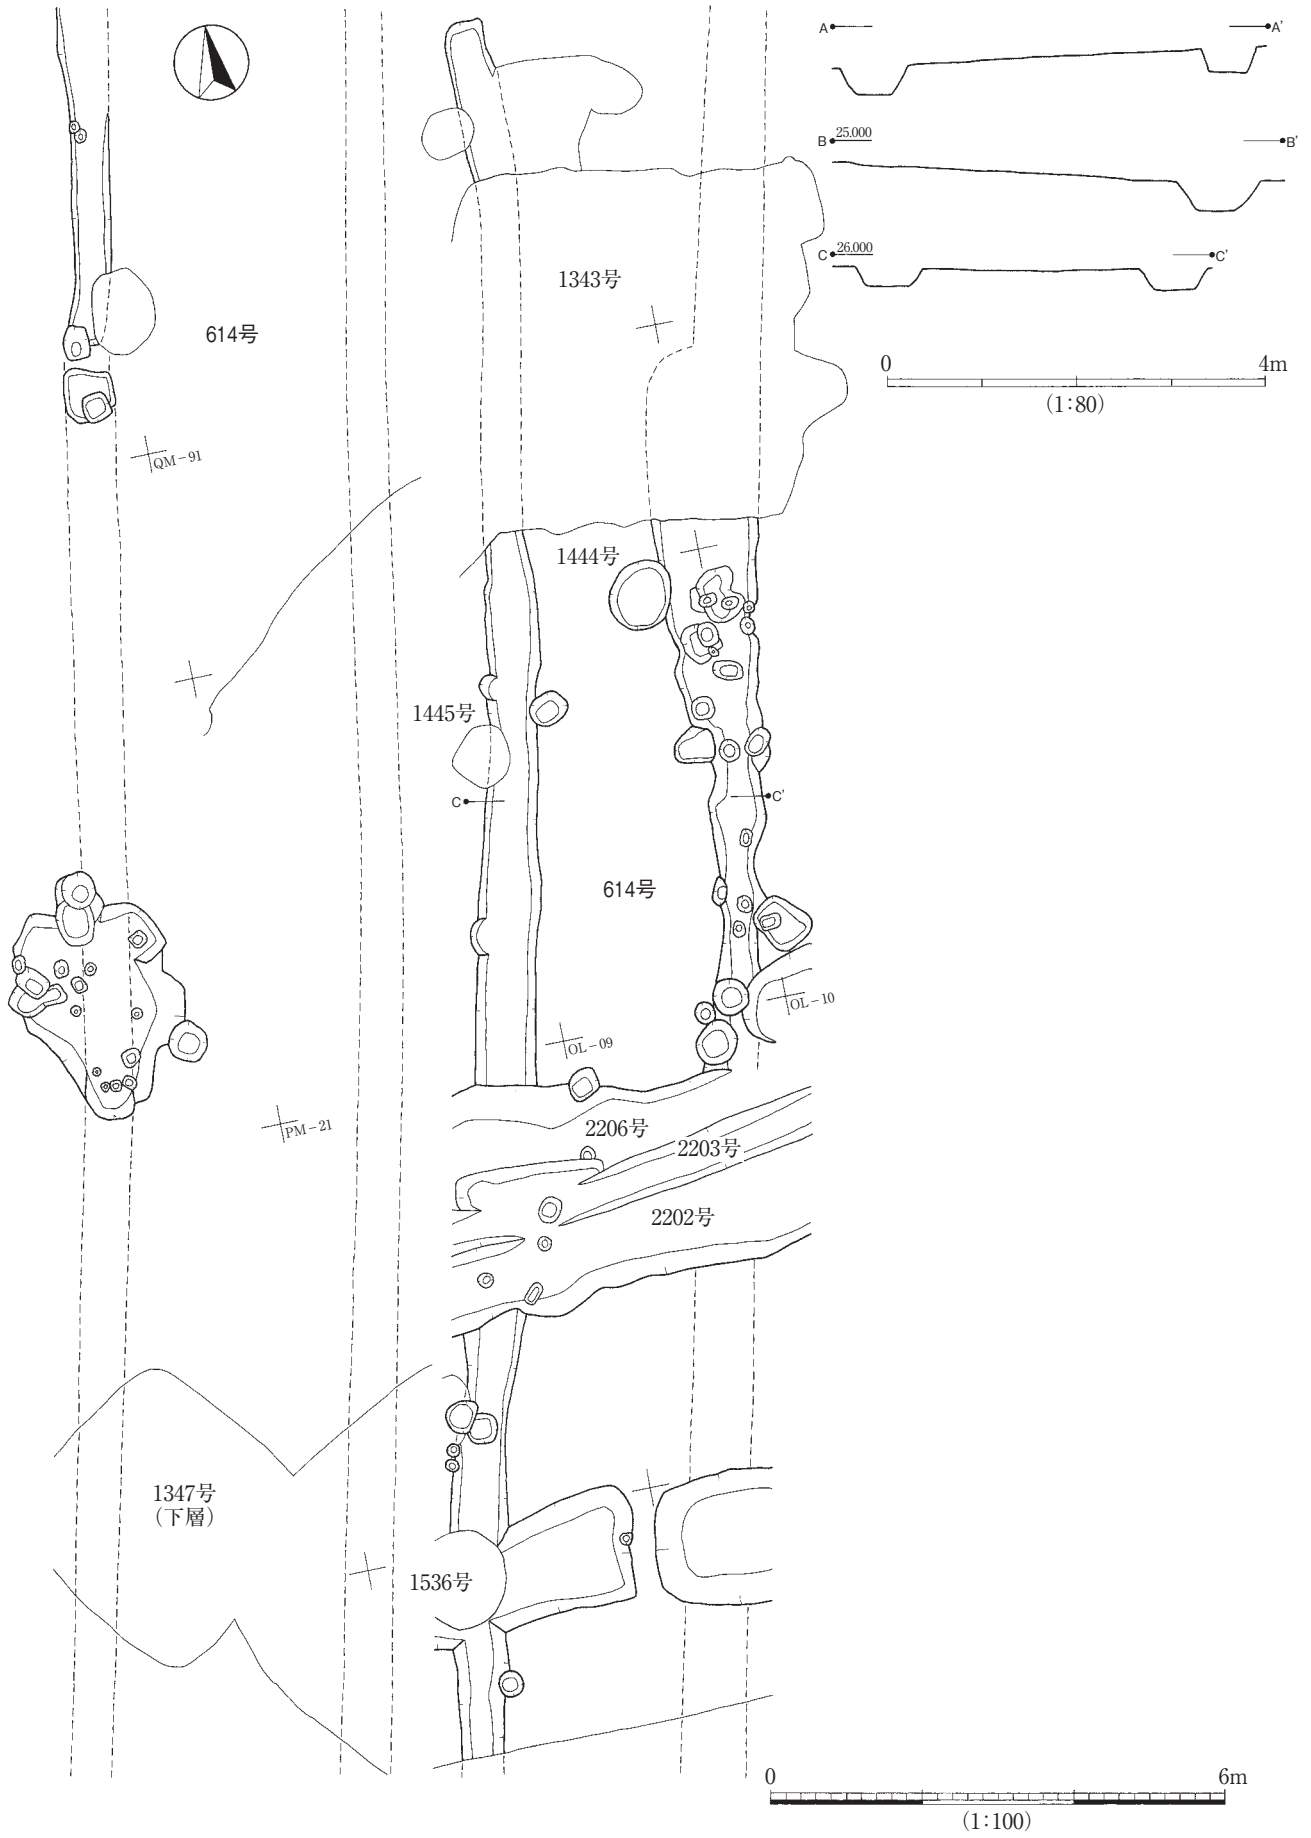 A A'
B 25.000 B'
C 26.000 C'
0 4m
(1:80)
1343号
614号
QM-91
1444号
1445号
C C'
614号
OL-10
OL-09
PM-21
2206号
2203号
2202号
1347号
(下層)
1536号
0 6m
(1:100)